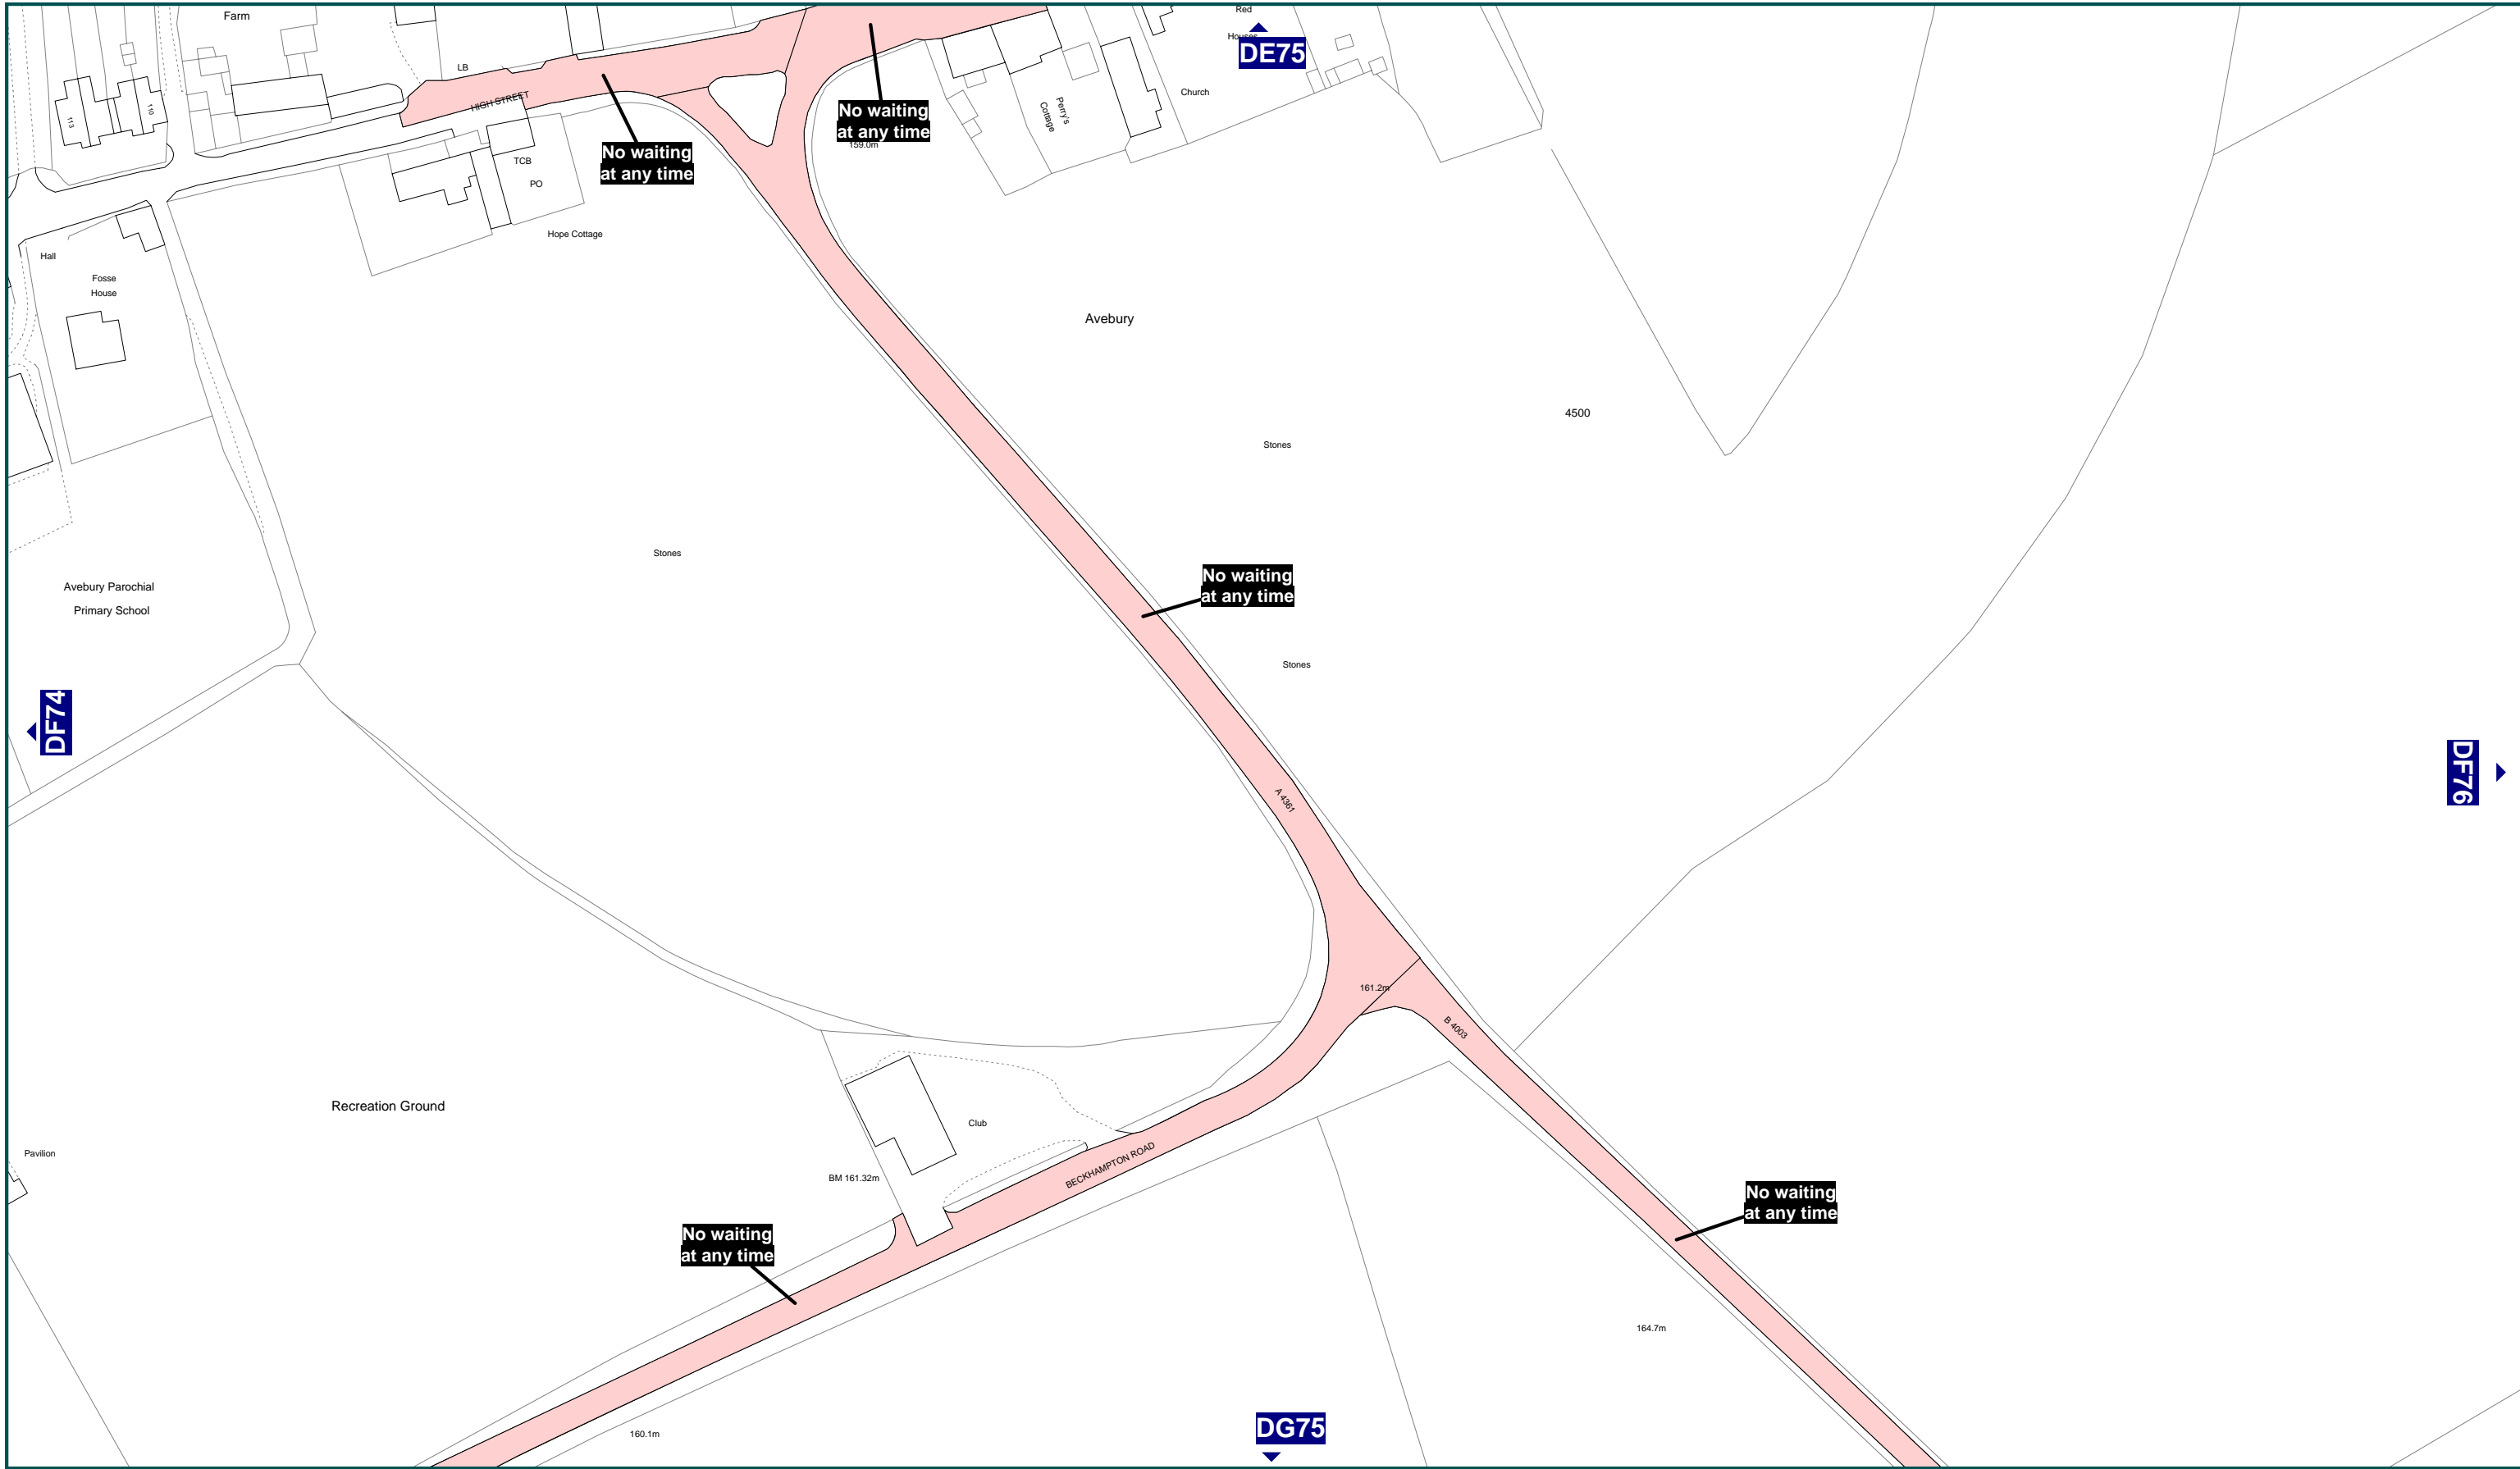 Farm
Red
Houses
DE75
LB
HIGH STREET
113
110
No waiting
at any time
No waiting
at any time
159.0m
Perry's
Cottage
Church
TCB
PO
Hope Cottage
Hall
Fosse
House
Avebury
4500
Stones
Stones
Avebury Parochial
Primary School
No waiting
at any time
Stones
DF74
DF76
A 4361
161.2m
B 4003
Recreation Ground
Club
Pavilion
BECKHAMPTON ROAD
BM 161.32m
No waiting
at any time
No waiting
at any time
164.7m
160.1m
DG75